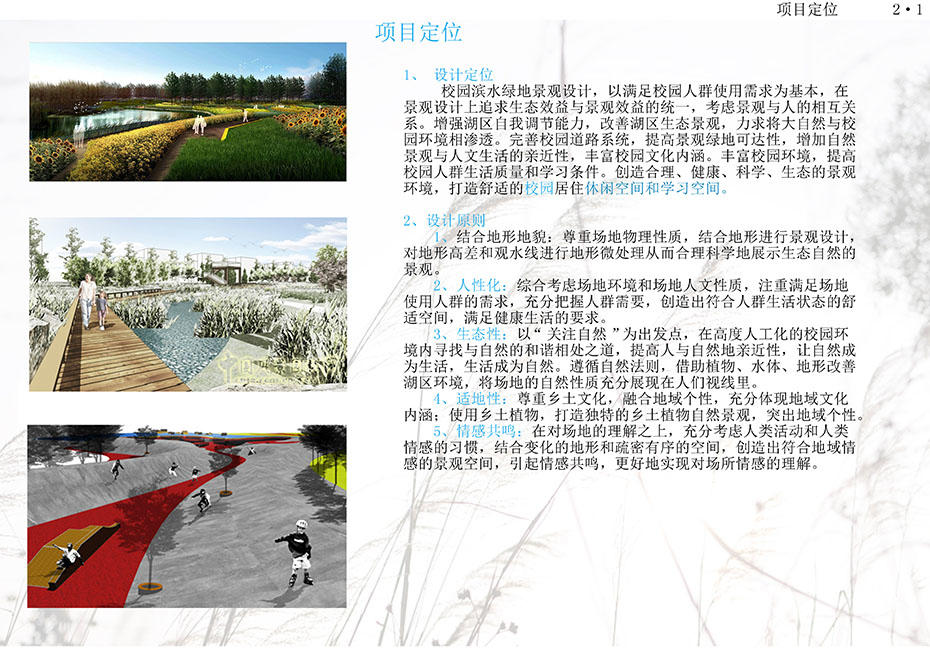 项目定位 2·1
项目定位
1、 设计定位
校园滨水绿地景观设计，以满足校园人群使用需求为基本，在
景观设计上追求生态效益与景观效益的统一，考虑景观与人的相互关
系。增强湖区自我调节能力，改善湖区生态景观，力求将大自然与校
园环境相渗透。完善校园道路系统，提高景观绿地可达性，增加自然
景观与人文生活的亲近性，丰富校园文化内涵。丰富校园环境，提高
校园人群生活质量和学习条件。创造合理、健康、科学、生态的景观
环境，打造舒适的校园居住休闲空间和学习空间。
2、设计原则
1、结合地形地貌：尊重场地物理性质，结合地形进行景观设计，
对地形高差和观水线进行地形微处理从而合理科学地展示生态自然的
景观。
2、人性化：综合考虑场地环境和场地人文性质，注重满足场地
使用人群的需求，充分把握人群需要，创造出符合人群生活状态的舒
适空间，满足健康生活的要求。
3、生态性：以“关注自然”为出发点，在高度人工化的校园环
境内寻找与自然的和谐相处之道，提高人与自然地亲近性，让自然成
为生活，生活成为自然。遵循自然法则，借助植物、水体、地形改善
湖区环境，将场地的自然性质充分展现在人们视线里。
4、适地性：尊重乡土文化，融合地域个性，充分体现地域文化
内涵；使用乡土植物，打造独特的乡土植物自然景观，突出地域个性。
5、情感共鸣：在对场地的理解之上，充分考虑人类活动和人类
情感的习惯，结合变化的地形和疏密有序的空间，创造出符合地域情
感的景观空间，引起情感共鸣，更好地实现对场所情感的理解。